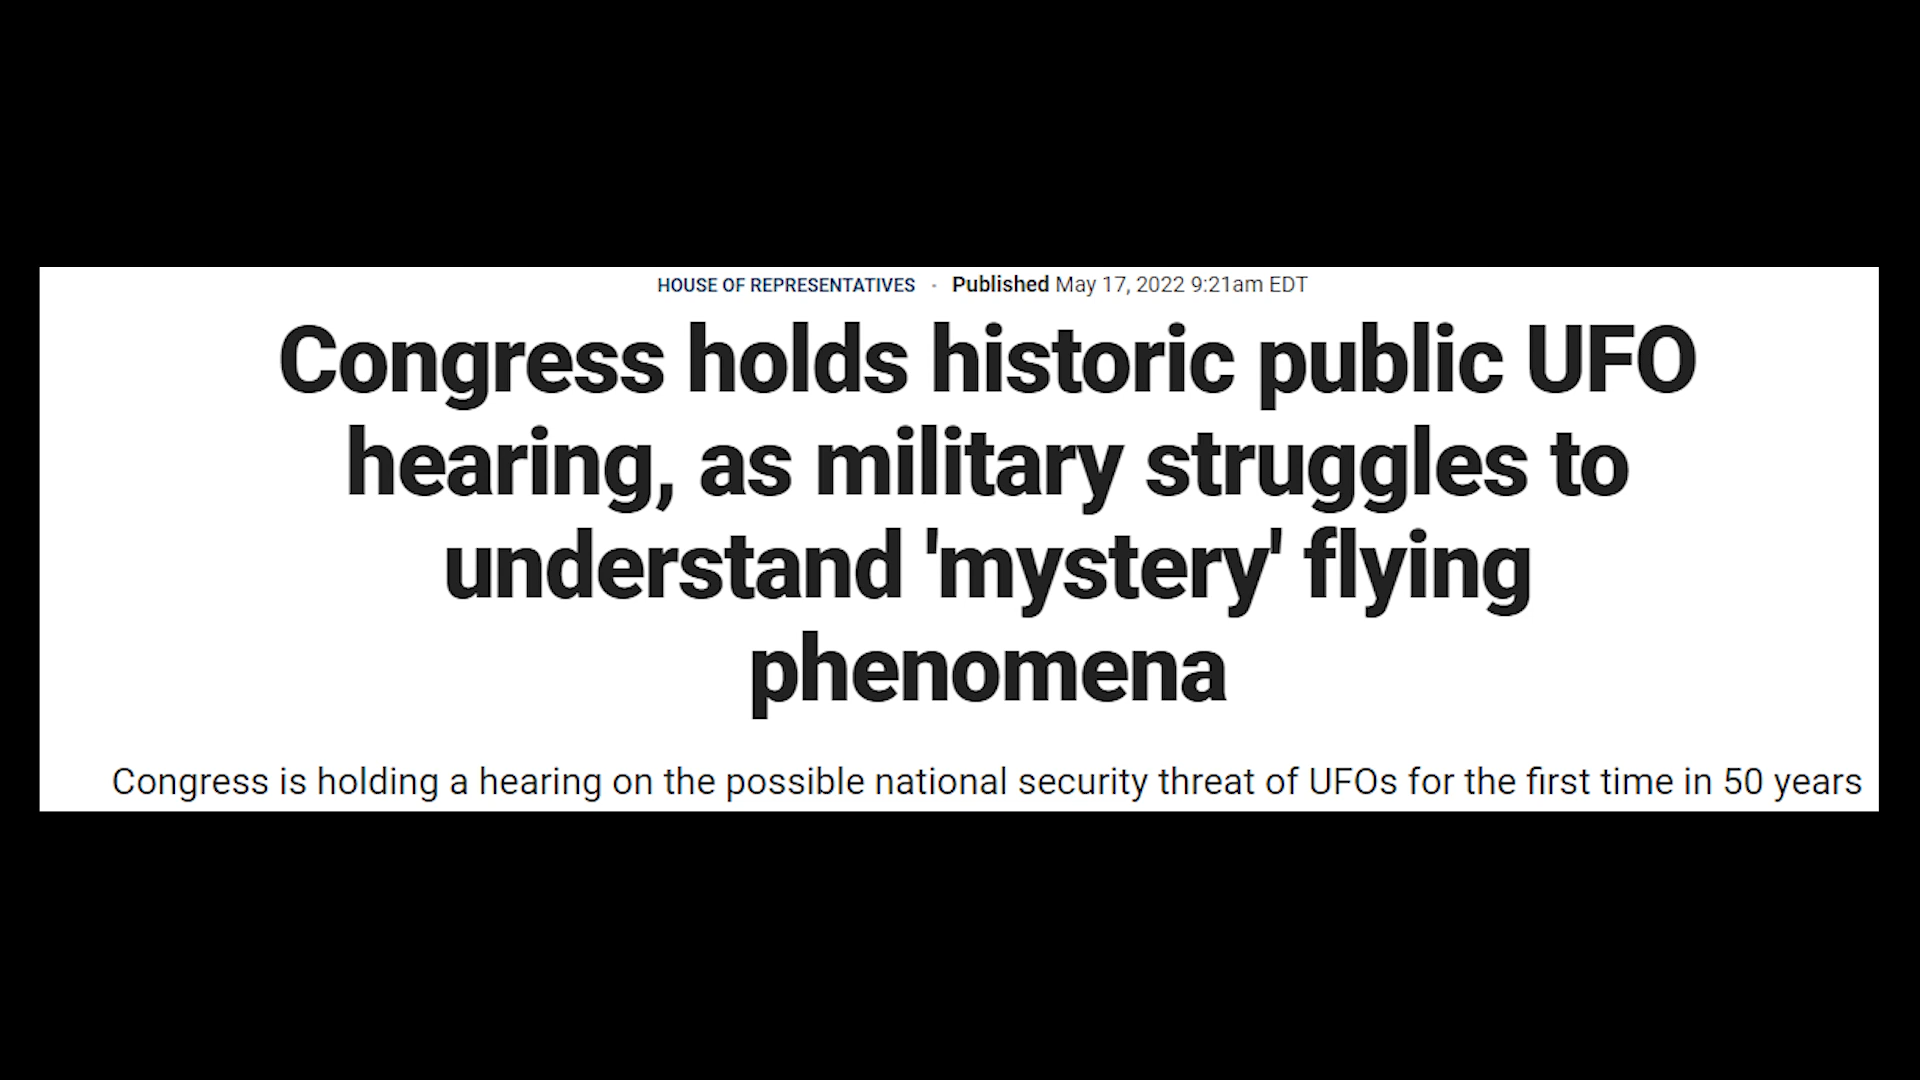 HOUSE OF REPRESENTATIVES · Published May 17, 2022 9:21am EDT
Congress holds historic public UFO
hearing, as military struggles to
understand 'mystery' flying
phenomena
Congress is holding a hearing on the possible national security threat of UFOs for the first time in 50 years